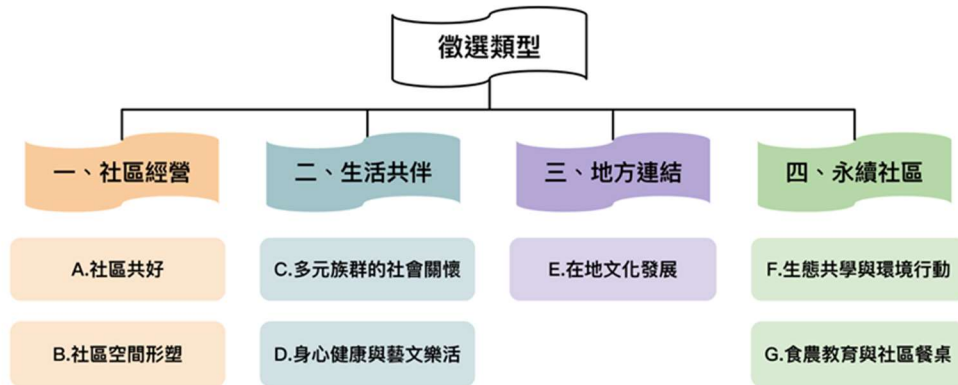 徵選類型
一、社區經營
二、生活共伴
三、地方連結
四、永續社區
A.社區共好
C.多元族群的社會關懷
E.在地文化發展
F.生態共學與環境行動
B.社區空間形塑
D.身心健康與藝文樂活
G.食農教育與社區餐桌